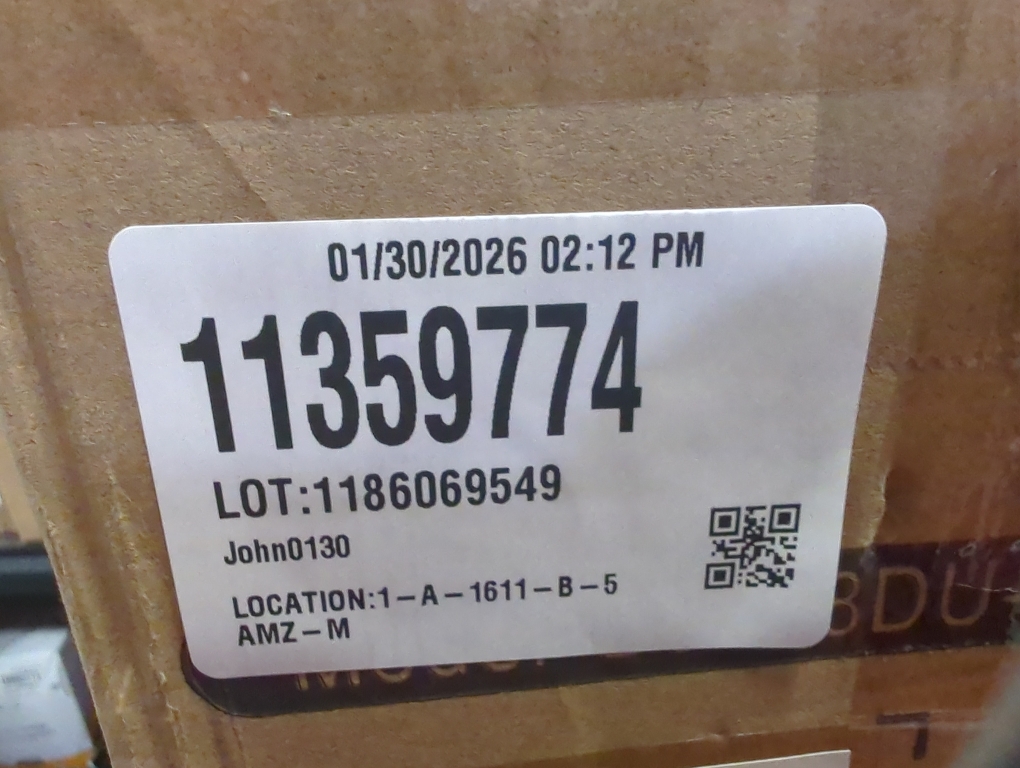 01/30/2026 02:12 PM
11359774
LOT:1186069549
John0130
LOCATION:1-A-1611-B-5
AMZ-M